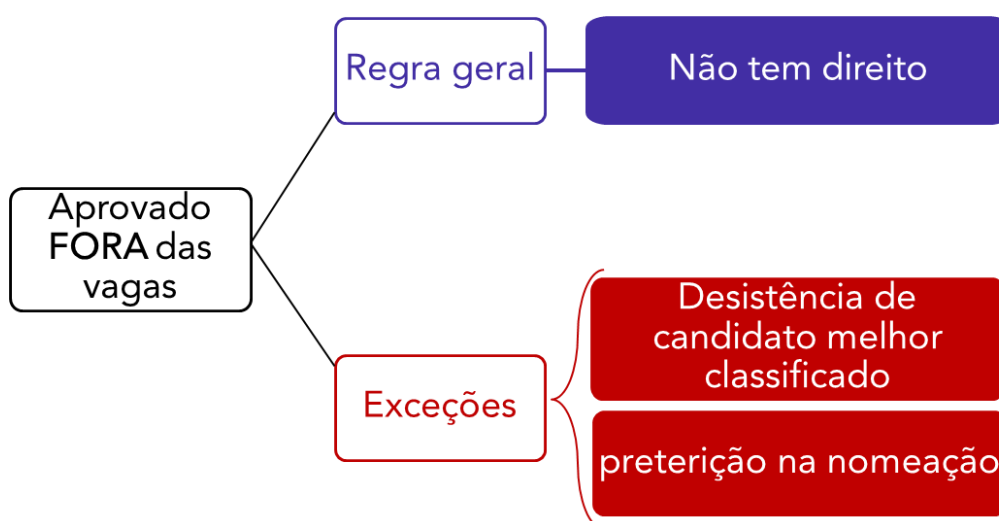 Regra geral
Não tem direito
Aprovado
FORA das
vagas
Desistência de
candidato melhor
classificado
Exceções
preterição na nomeação